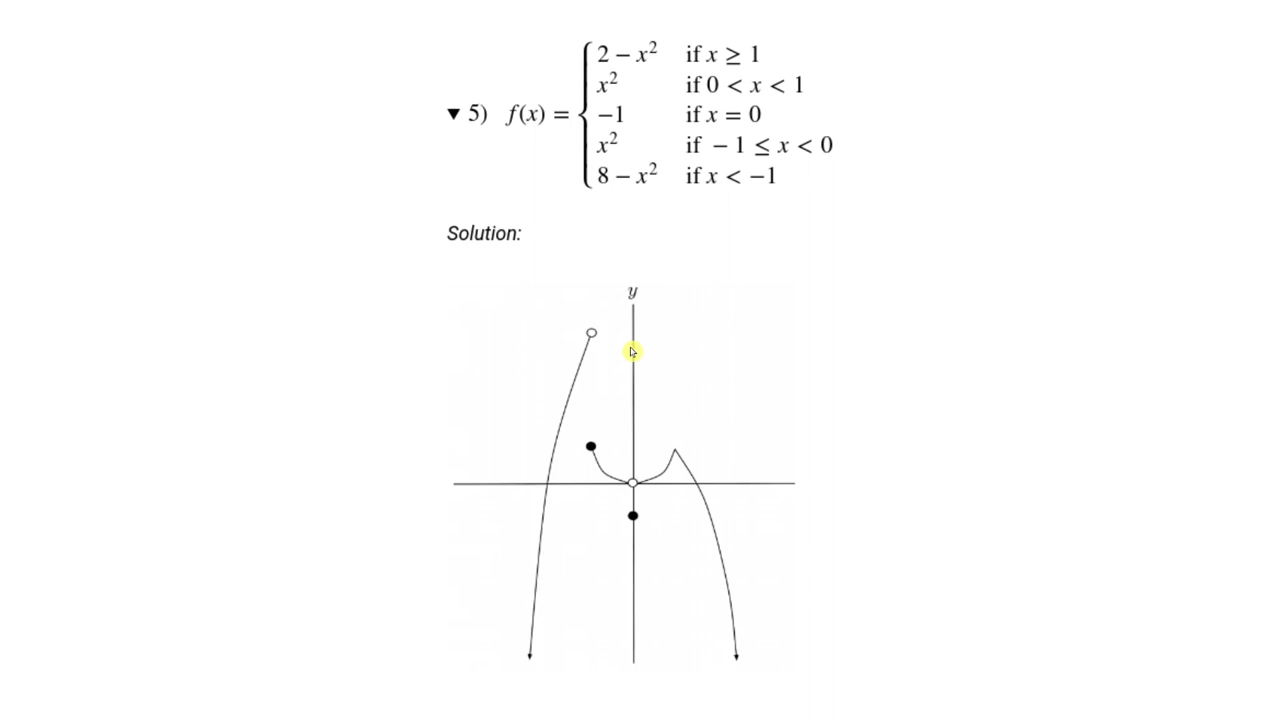 2 − x² if x ≥ 1
x² if 0 < x < 1
▼ 5) f(x) = { −1 if x = 0
x² if − 1 ≤ x < 0
8 − x² if x < −1
Solution:
y